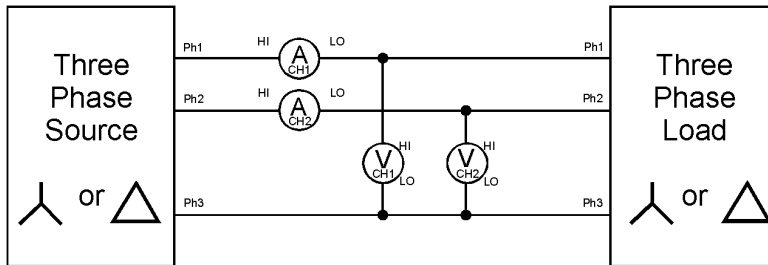 Three
Phase
Source
or
Ph1
Ph2
Ph3
HI
A
CH1
LO
HI
A
CH2
LO
V
CH1
HI
LO
V
CH2
HI
LO
Ph1
Ph2
Ph3
Three
Phase
Load
or